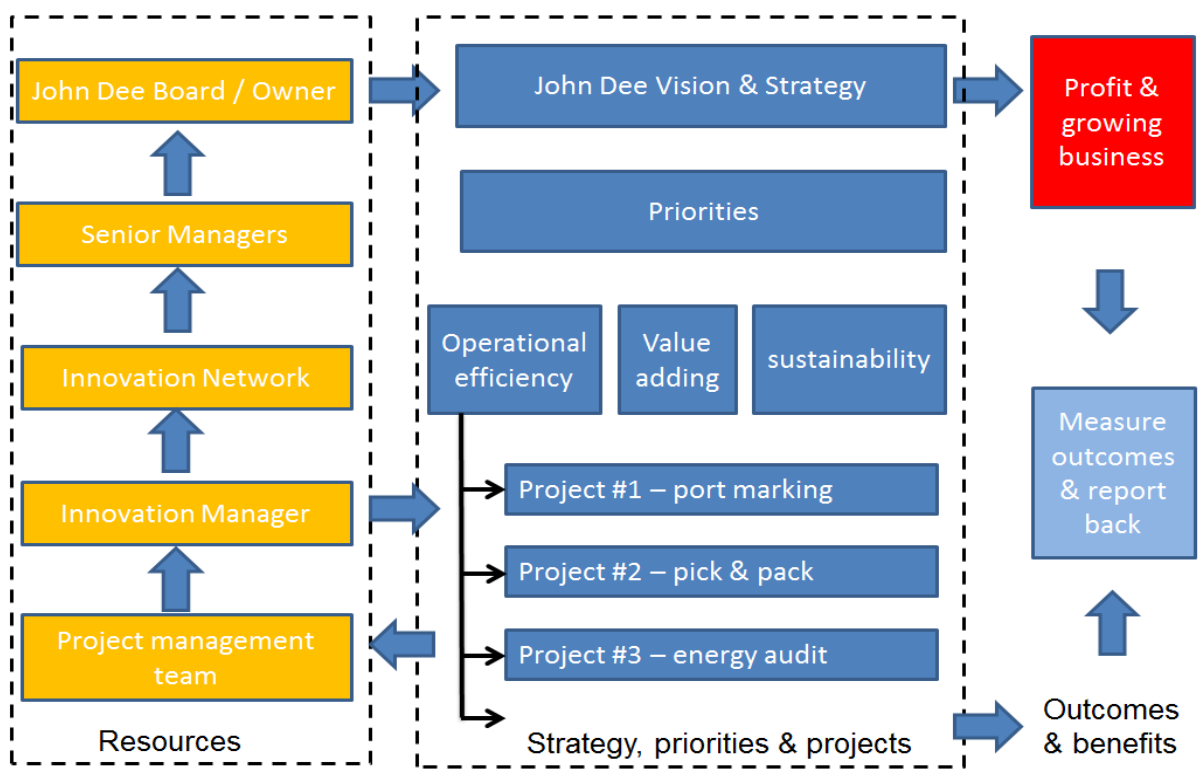 John Dee Board / Owner
Senior Managers
Innovation Network
Innovation Manager
Project management
team
Resources
John Dee Vision & Strategy
Priorities
Operational
efficiency
Value
adding
sustainability
Project #1 – port marking
Project #2 – pick & pack
Project #3 – energy audit
Strategy, priorities & projects
Profit &
growing
business
Measure
outcomes
& report
back
Outcomes
& benefits